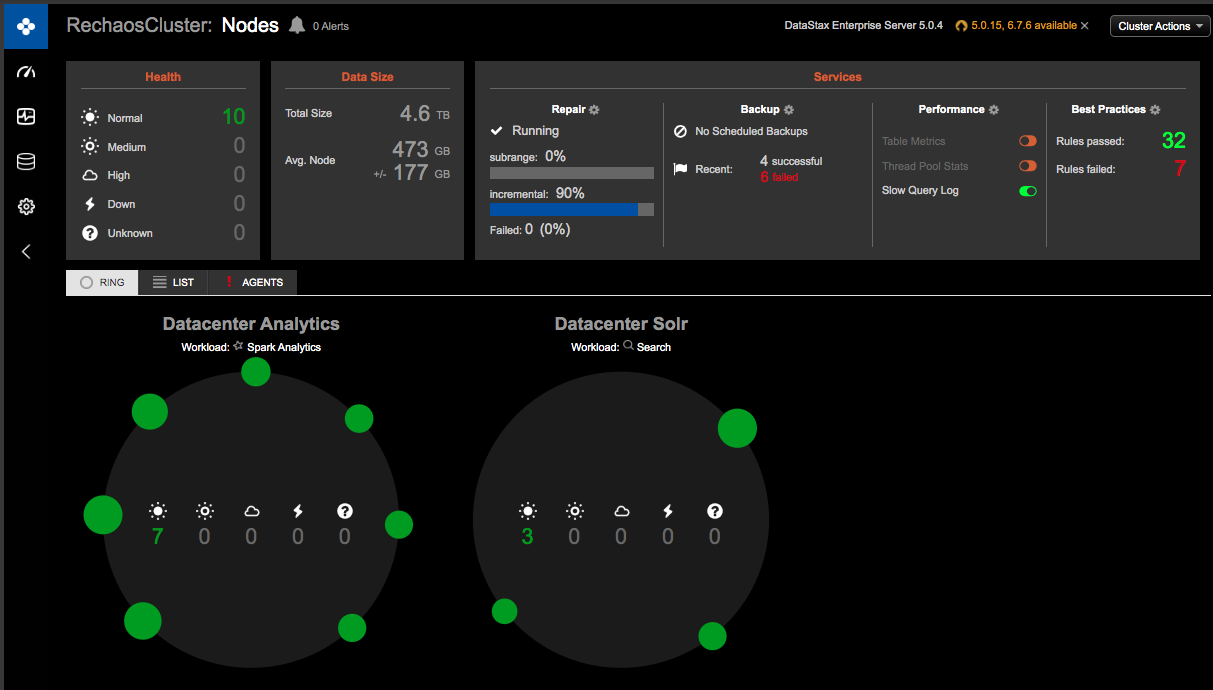 RechaosCluster: Nodes 0 Alerts
DataStax Enterprise Server 5.0.4 5.0.15, 6.7.6 available ×
Cluster Actions
Health
Normal 10
Medium 0
High 0
Down 0
Unknown 0
Data Size
Total Size 4.6 TB
Avg. Node 473 GB
+/- 177 GB
Services
Repair
Running
subrange: 0%
incremental: 90%
Failed: 0 (0%)
Backup
No Scheduled Backups
Recent: 4 successful
6 failed
Performance
Table Metrics
Thread Pool Stats
Slow Query Log
Best Practices
Rules passed: 32
Rules failed: 7
RING LIST ! AGENTS
Datacenter Analytics
Workload: Spark Analytics
7 0 0 0 0
Datacenter Solr
Workload: Search
3 0 0 0 0